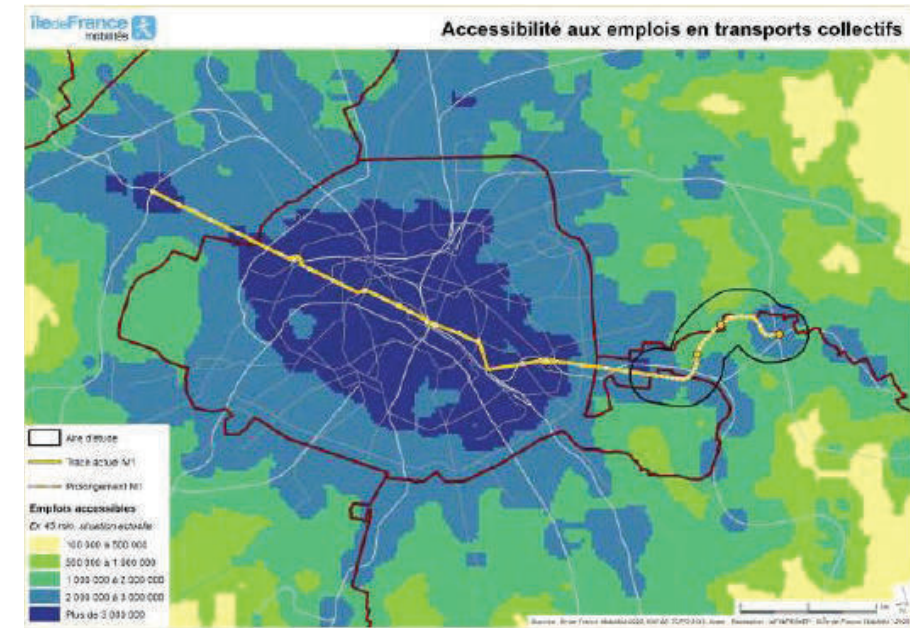 îledeFrance
mobilités
Accessibilité aux emplois en transports collectifs
Aire d'étude
Tracé actuel M1
Prolongement M1
Emplois accessibles
En 45 min, situation actuelle
100 000 à 500 000
500 000 à 1 000 000
1 000 000 à 2 000 000
2 000 000 à 3 000 000
Plus de 3 000 000
km